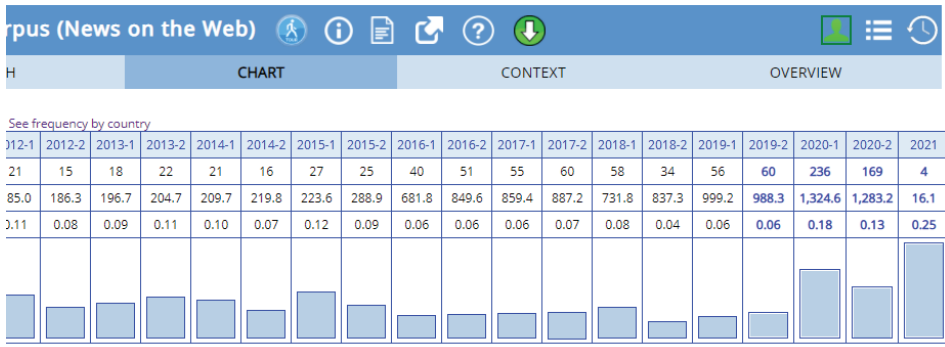 rpus (News on the Web)
H CHART CONTEXT OVERVIEW
See frequency by country
012-1 2012-2 2013-1 2013-2 2014-1 2014-2 2015-1 2015-2 2016-1 2016-2 2017-1 2017-2 2018-1 2018-2 2019-1 2019-2 2020-1 2020-2 2021
21 15 18 22 21 16 27 25 40 51 55 60 58 34 56 60 236 169 4
85.0 186.3 196.7 204.7 209.7 219.8 223.6 288.9 681.8 849.6 859.4 887.2 731.8 837.3 999.2 988.3 1,324.6 1,283.2 16.1
0.11 0.08 0.09 0.11 0.10 0.07 0.12 0.09 0.06 0.06 0.06 0.07 0.08 0.04 0.06 0.06 0.18 0.13 0.25